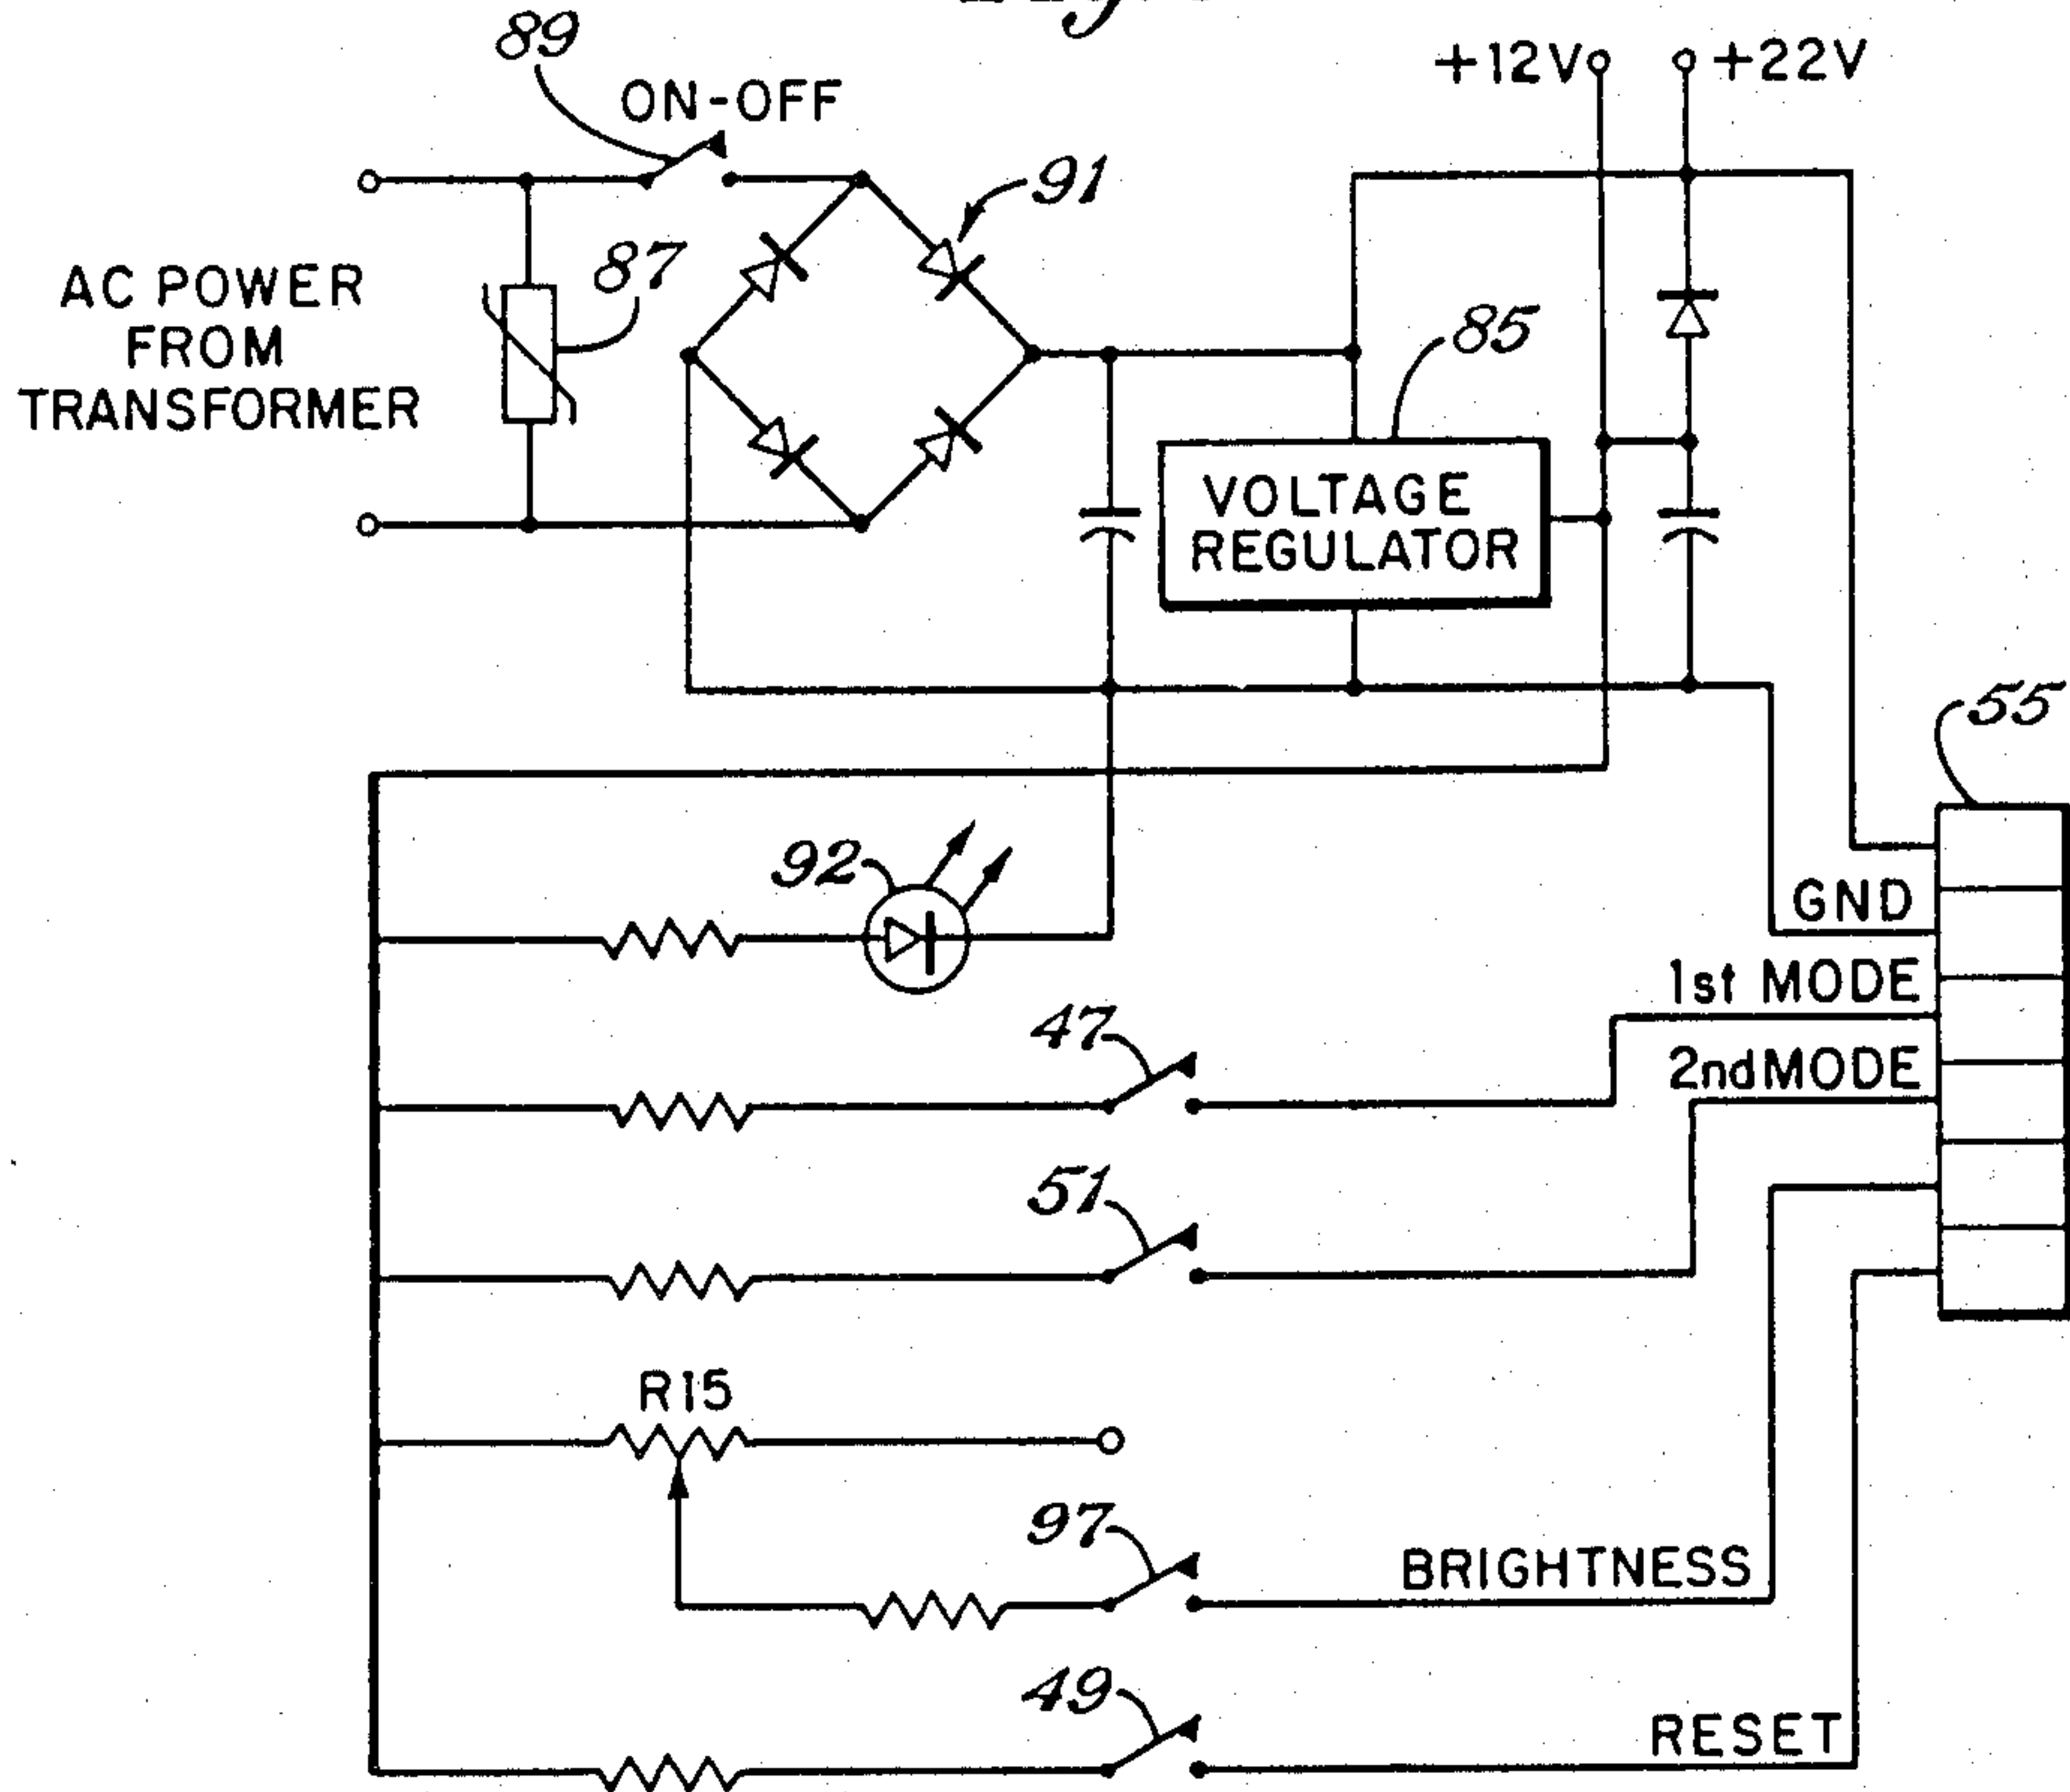 89
ON-OFF
+12V
+22V
91
87
AC POWER
FROM
TRANSFORMER
85
VOLTAGE
REGULATOR
55
92
GND
1st MODE
47
2nd MODE
51
R15
97
BRIGHTNESS
49
RESET